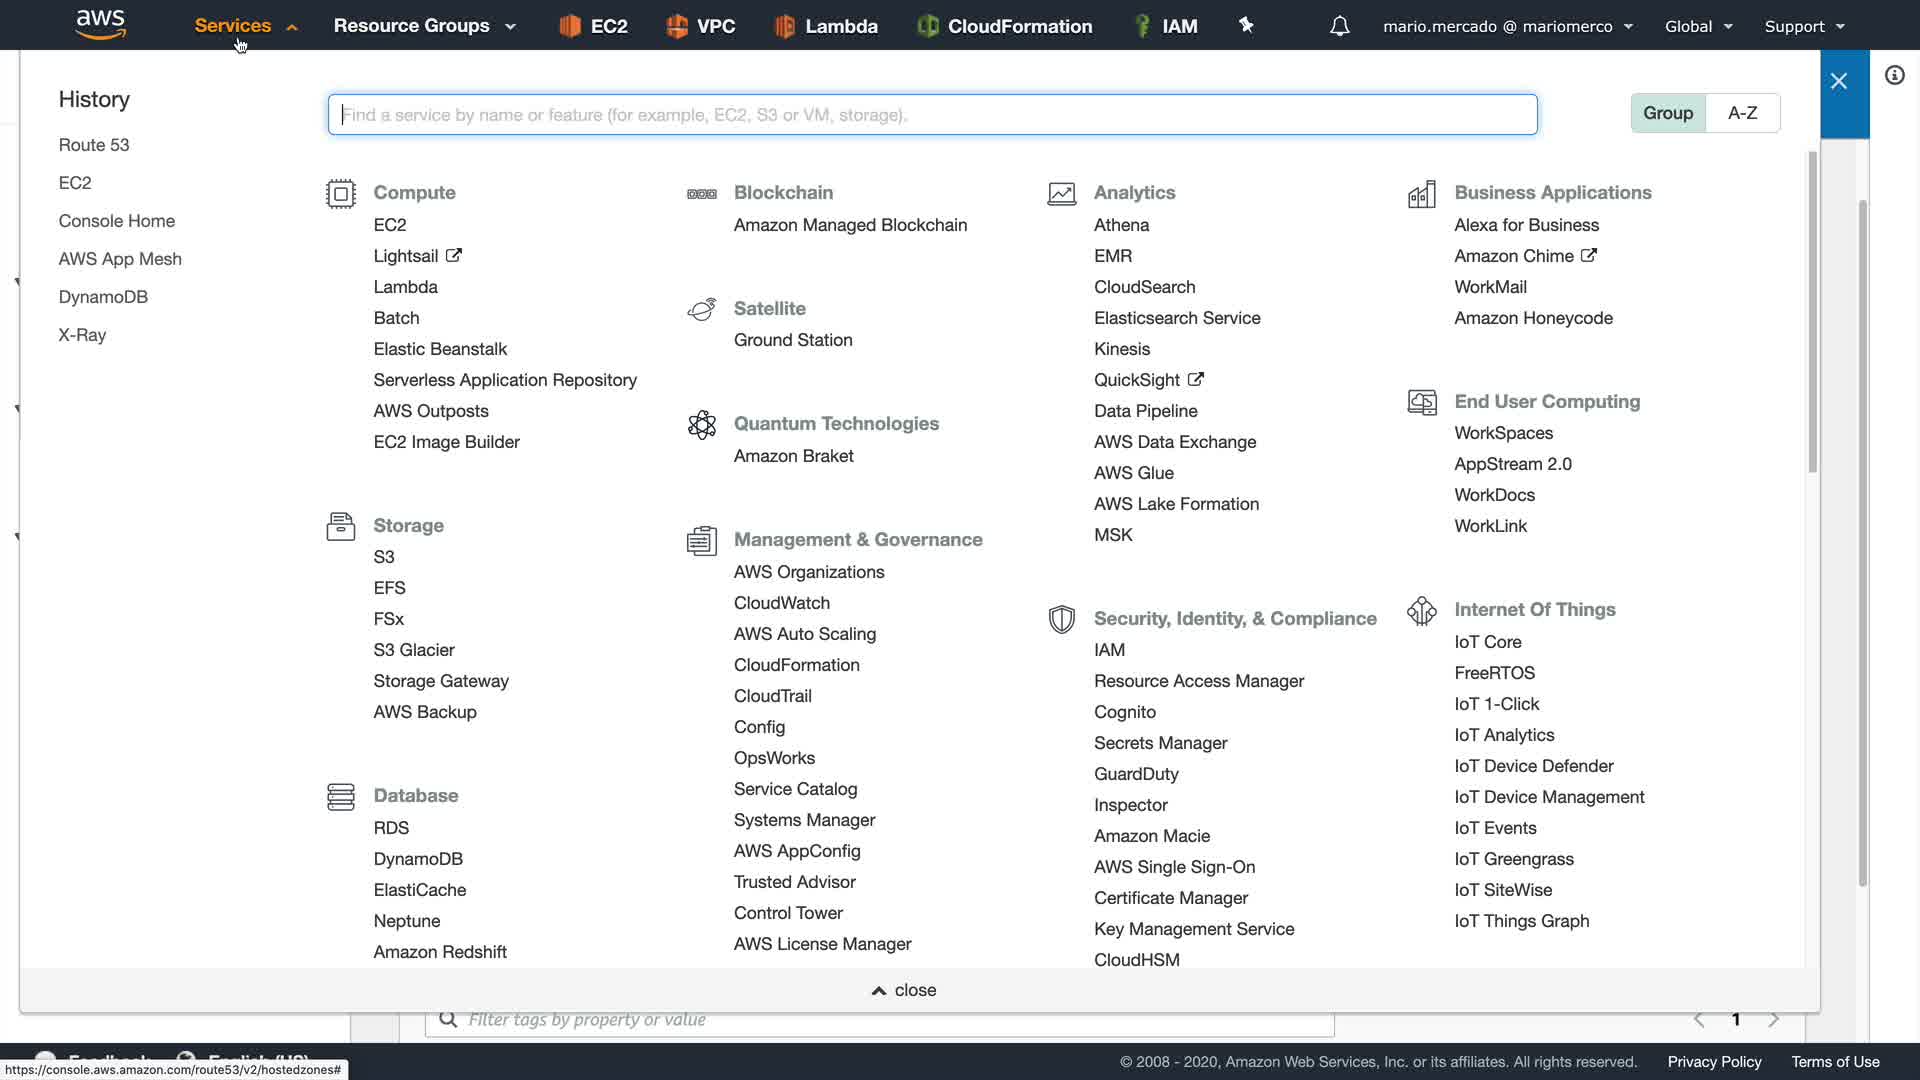 aws
Services
Resource Groups
EC2
VPC
Lambda
CloudFormation
IAM
mario.mercado @ mariomerco
Global
Support
History
Route 53
EC2
Console Home
AWS App Mesh
DynamoDB
X-Ray
Find a service by name or feature (for example, EC2, S3 or VM, storage).
Group
A-Z
Compute
EC2
Lightsail
Lambda
Batch
Elastic Beanstalk
Serverless Application Repository
AWS Outposts
EC2 Image Builder
Storage
S3
EFS
FSx
S3 Glacier
Storage Gateway
AWS Backup
Database
RDS
DynamoDB
ElastiCache
Neptune
Amazon Redshift
Blockchain
Amazon Managed Blockchain
Satellite
Ground Station
Quantum Technologies
Amazon Braket
Management & Governance
AWS Organizations
CloudWatch
AWS Auto Scaling
CloudFormation
CloudTrail
Config
OpsWorks
Service Catalog
Systems Manager
AWS AppConfig
Trusted Advisor
Control Tower
AWS License Manager
Analytics
Athena
EMR
CloudSearch
Elasticsearch Service
Kinesis
QuickSight
Data Pipeline
AWS Data Exchange
AWS Glue
AWS Lake Formation
MSK
Security, Identity, & Compliance
IAM
Resource Access Manager
Cognito
Secrets Manager
GuardDuty
Inspector
Amazon Macie
AWS Single Sign-On
Certificate Manager
Key Management Service
CloudHSM
Business Applications
Alexa for Business
Amazon Chime
WorkMail
Amazon Honeycode
End User Computing
WorkSpaces
AppStream 2.0
WorkDocs
WorkLink
Internet Of Things
IoT Core
FreeRTOS
IoT 1-Click
IoT Analytics
IoT Device Defender
IoT Device Management
IoT Events
IoT Greengrass
IoT SiteWise
IoT Things Graph
close
Filter tags by property or value
1
Feedback
English (US)
https://console.aws.amazon.com/route53/v2/hostedzones#
© 2008 - 2020, Amazon Web Services, Inc. or its affiliates. All rights reserved.
Privacy Policy
Terms of Use